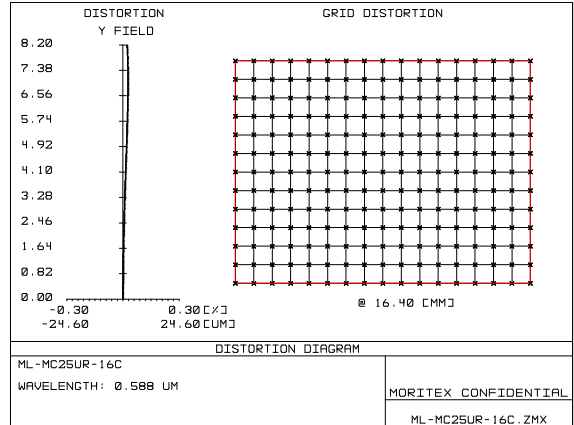 DISTORTION
Y FIELD
8.20
7.38
6.56
5.74
4.92
4.10
3.28
2.46
1.64
0.82
0.00
-0.30 0.30[%]
-24.60 24.60[UM]
GRID DISTORTION
@ 16.40 [MM]
DISTORTION DIAGRAM
ML-MC25UR-16C
WAVELENGTH: 0.588 UM
MORITEX CONFIDENTIAL
ML-MC25UR-16C.ZMX